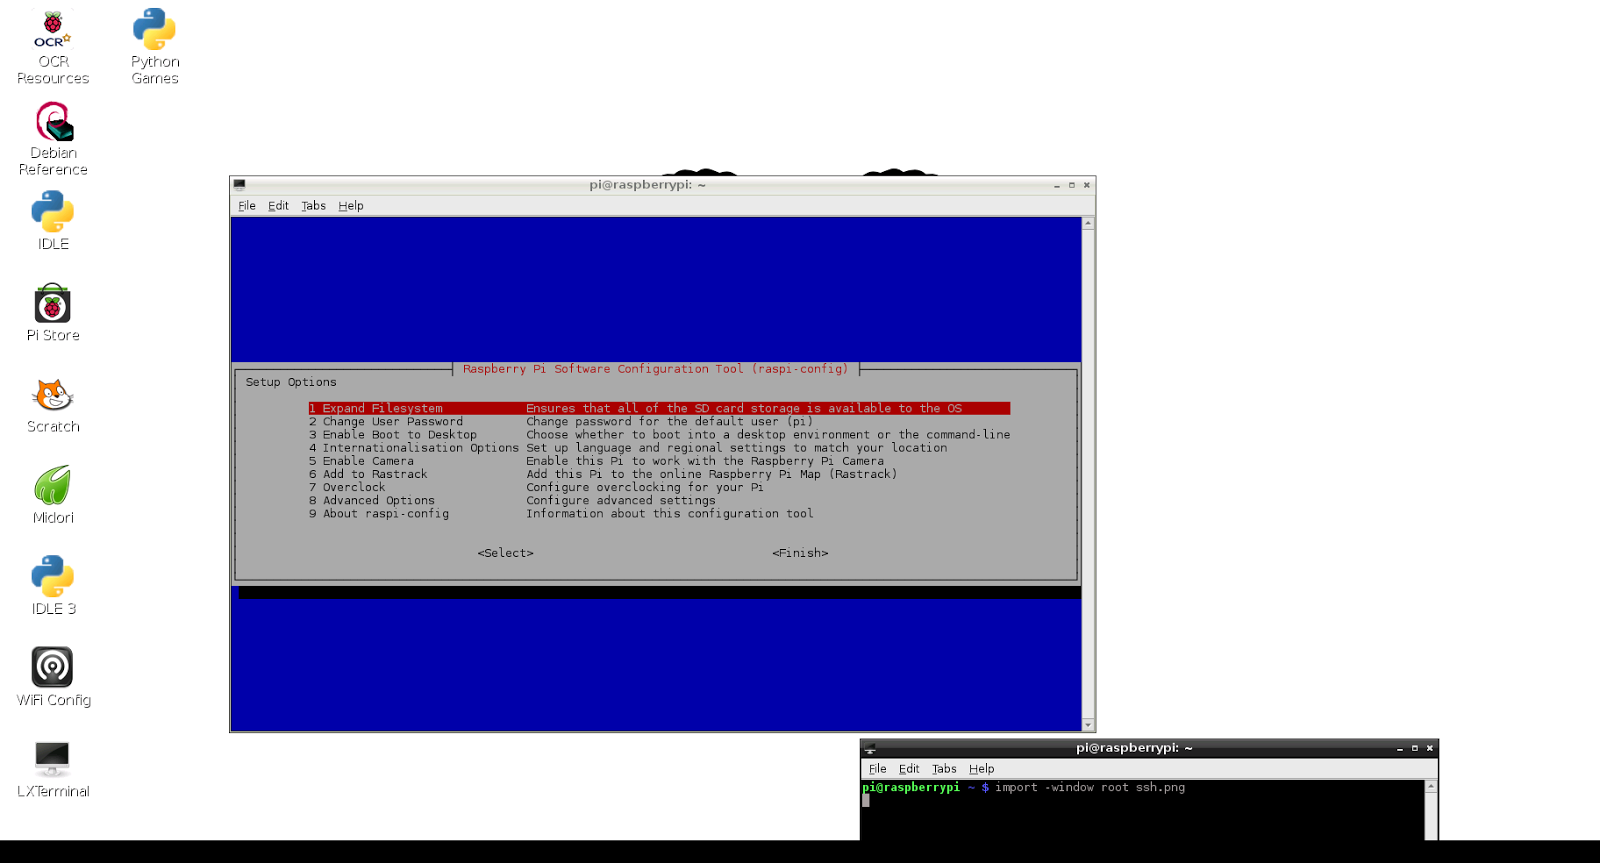 OCR
OCR
Resources
Python
Games
Debian
Reference
IDLE
Pi Store
Scratch
Midori
IDLE 3
WiFi Config
LXTerminal
pi@raspberrypi: ~
File Edit Tabs Help
Raspberry Pi Software Configuration Tool (raspi-config)
Setup Options
1 Expand Filesystem Ensures that all of the SD card storage is available to the OS
2 Change User Password Change password for the default user (pi)
3 Enable Boot to Desktop Choose whether to boot into a desktop environment or the command-line
4 Internationalisation Options Set up language and regional settings to match your location
5 Enable Camera Enable this Pi to work with the Raspberry Pi Camera
6 Add to Rastrack Add this Pi to the online Raspberry Pi Map (Rastrack)
7 Overclock Configure overclocking for your Pi
8 Advanced Options Configure advanced settings
9 About raspi-config Information about this configuration tool
<Select> <Finish>
pi@raspberrypi: ~
File Edit Tabs Help
pi@raspberrypi ~ $ import -window root ssh.png